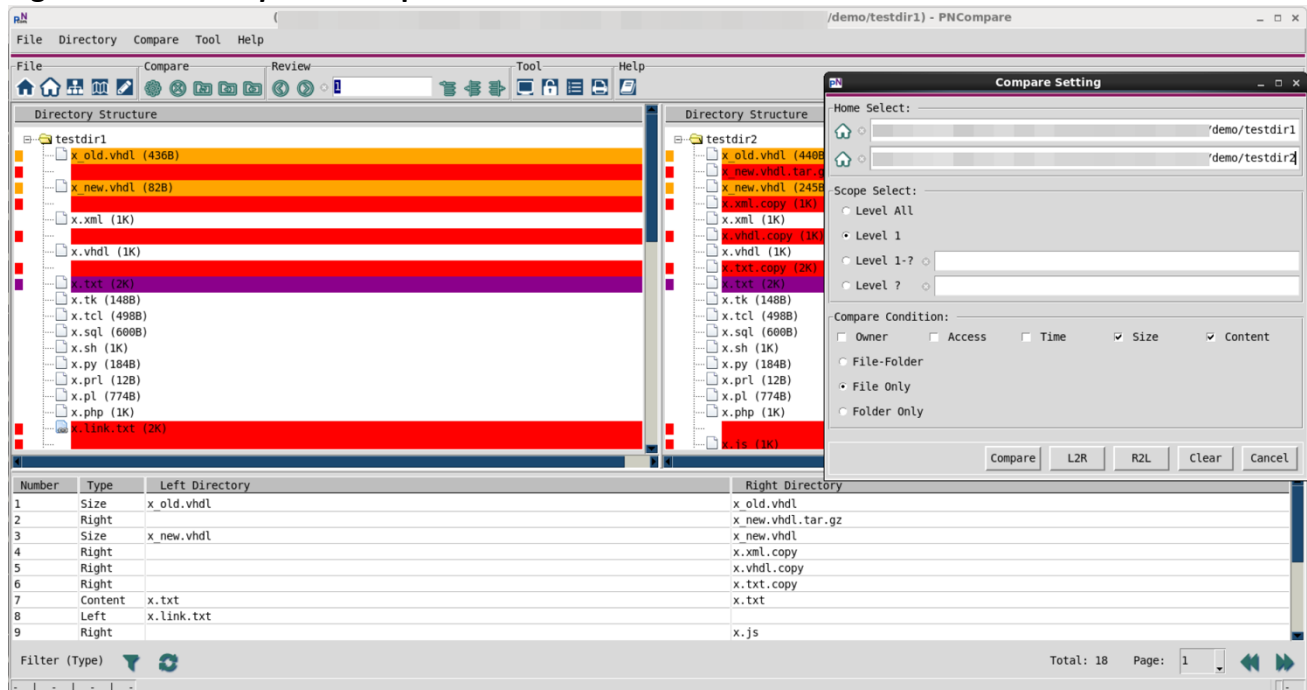 pN ( /demo/testdir1) - PNCompare
File Directory Compare Tool Help
File Compare Review Tool Help
1
Directory Structure
testdir1
x_old.vhdl (436B)
x_new.vhdl (82B)
x.xml (1K)
x.vhdl (1K)
x.txt (2K)
x.tk (148B)
x.tcl (498B)
x.sql (600B)
x.sh (1K)
x.py (184B)
x.prl (12B)
x.pl (774B)
x.php (1K)
x.link.txt (2K)
Directory Structure
testdir2
x_old.vhdl (440B
x_new.vhdl.tar.g
x_new.vhdl (245B
x.xml.copy (1K)
x.xml (1K)
x.vhdl.copy (1K)
x.vhdl (1K)
x.txt.copy (2K)
x.txt (2K)
x.tk (148B)
x.tcl (498B)
x.sql (600B)
x.sh (1K)
x.py (184B)
x.prl (12B)
x.pl (774B)
x.php (1K)
x.js (1K)
pN Compare Setting
Home Select:
/demo/testdir1
/demo/testdir2
Scope Select:
Level All
Level 1
Level 1-?
Level ?
Compare Condition:
Owner Access Time Size Content
File-Folder
File Only
Folder Only
Compare L2R R2L Clear Cancel
Number Type Left Directory Right Directory
1 Size x_old.vhdl x_old.vhdl
2 Right x_new.vhdl.tar.gz
3 Size x_new.vhdl x_new.vhdl
4 Right x.xml.copy
5 Right x.vhdl.copy
6 Right x.txt.copy
7 Content x.txt x.txt
8 Left x.link.txt
9 Right x.js
Filter (Type) Total: 18 Page: 1